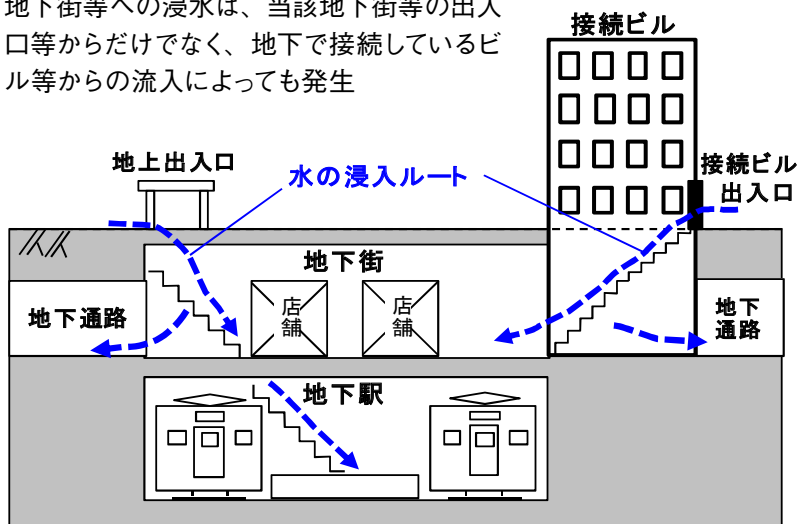 地下街等への浸水は、当該地下街等の出入
口等からだけでなく、地下で接続しているビ
ル等からの流入によっても発生
接続ビル
地上出入口
水の浸入ルート
接続ビル
出入口
地下街
地下通路
店
舗
店
舗
地下
通路
地下駅